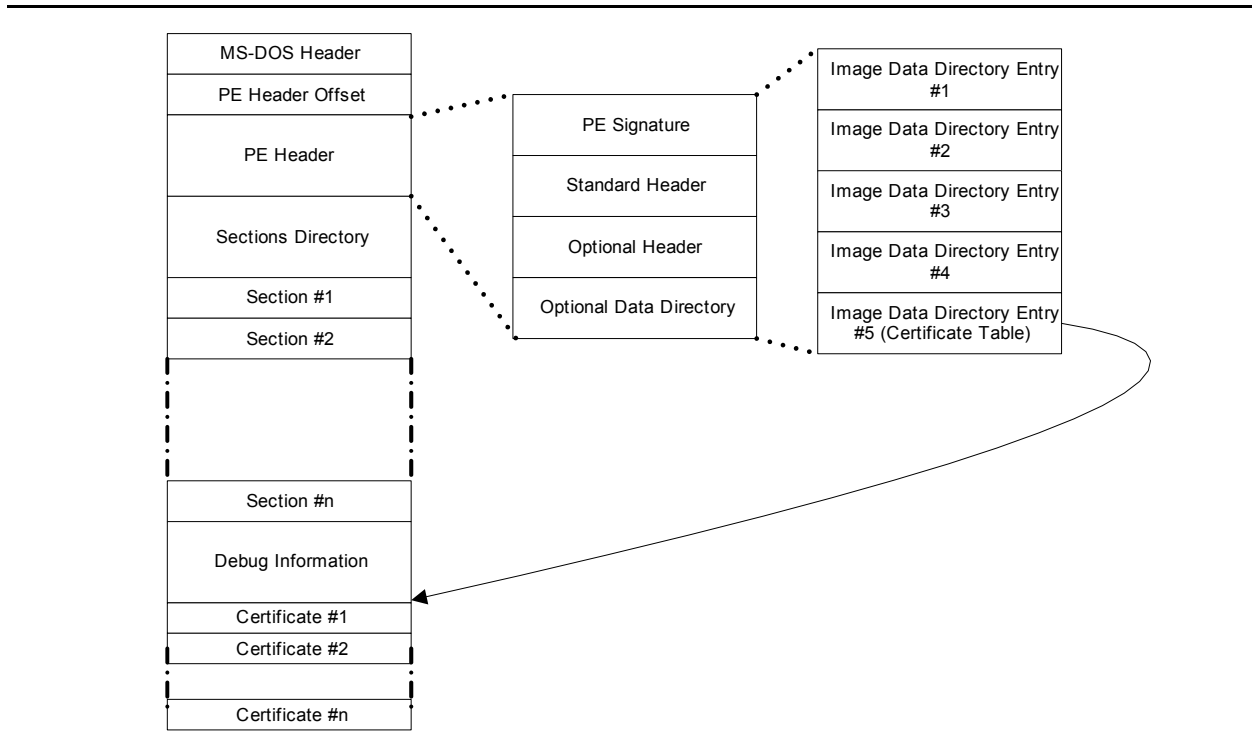 MS-DOS Header
PE Header Offset
PE Header
Sections Directory
Section #1
Section #2
Section #n
Debug Information
Certificate #1
Certificate #2
Certificate #n
PE Signature
Standard Header
Optional Header
Optional Data Directory
Image Data Directory Entry
#1
Image Data Directory Entry
#2
Image Data Directory Entry
#3
Image Data Directory Entry
#4
Image Data Directory Entry
#5 (Certificate Table)